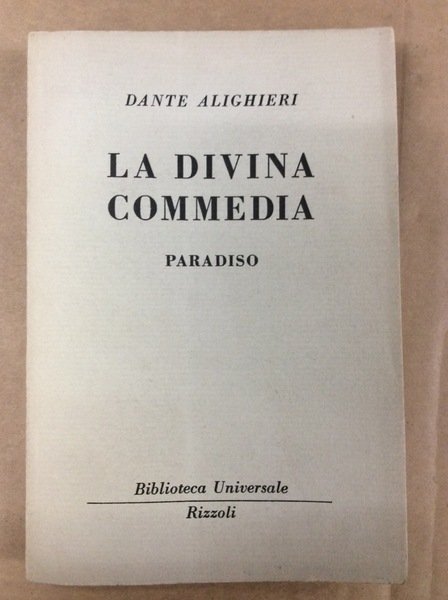 DANTE ALIGHIERI
LA DIVINA
COMMEDIA
PARADISO
Biblioteca Universale
Rizzoli